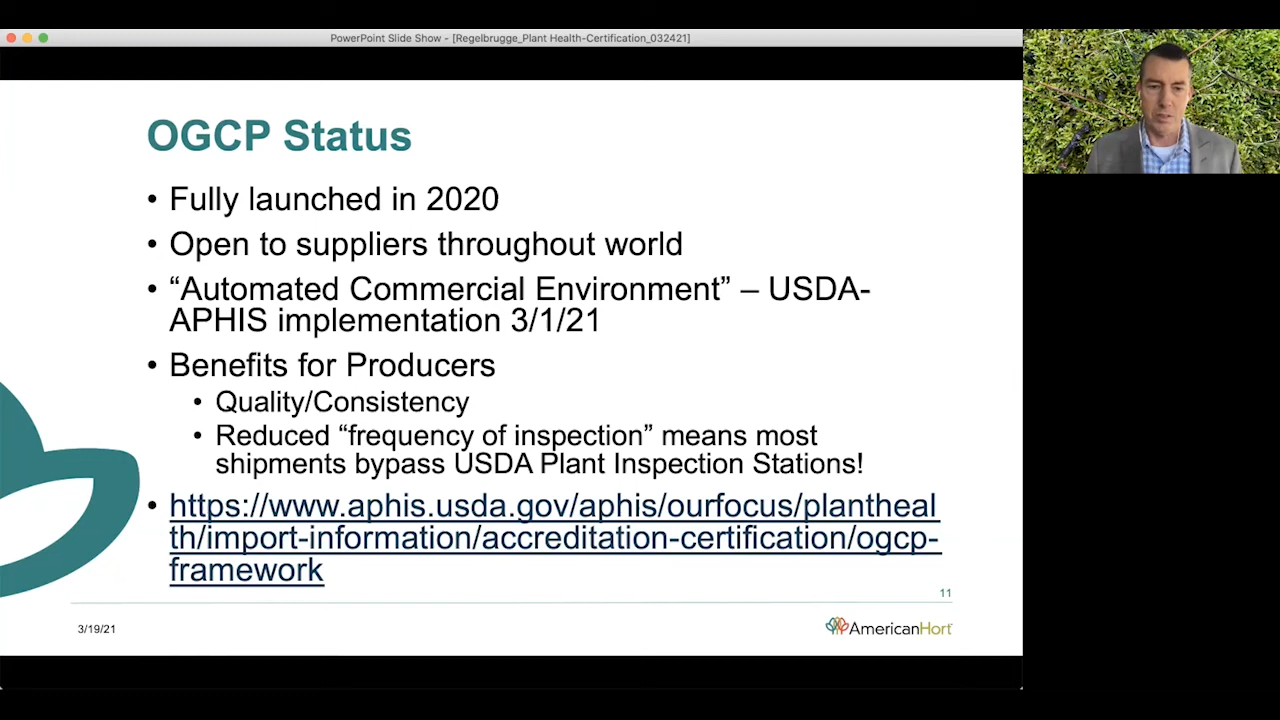 PowerPoint Slide Show - [Regelbrugge_Plant Health-Certification_032421]
OGCP Status
• Fully launched in 2020
• Open to suppliers throughout world
• “Automated Commercial Environment” – USDA-
APHIS implementation 3/1/21
• Benefits for Producers
• Quality/Consistency
• Reduced “frequency of inspection” means most
shipments bypass USDA Plant Inspection Stations!
• https://www.aphis.usda.gov/aphis/ourfocus/plantheal
th/import-information/accreditation-certification/ogcp-
framework
11
3/19/21
AmericanHort